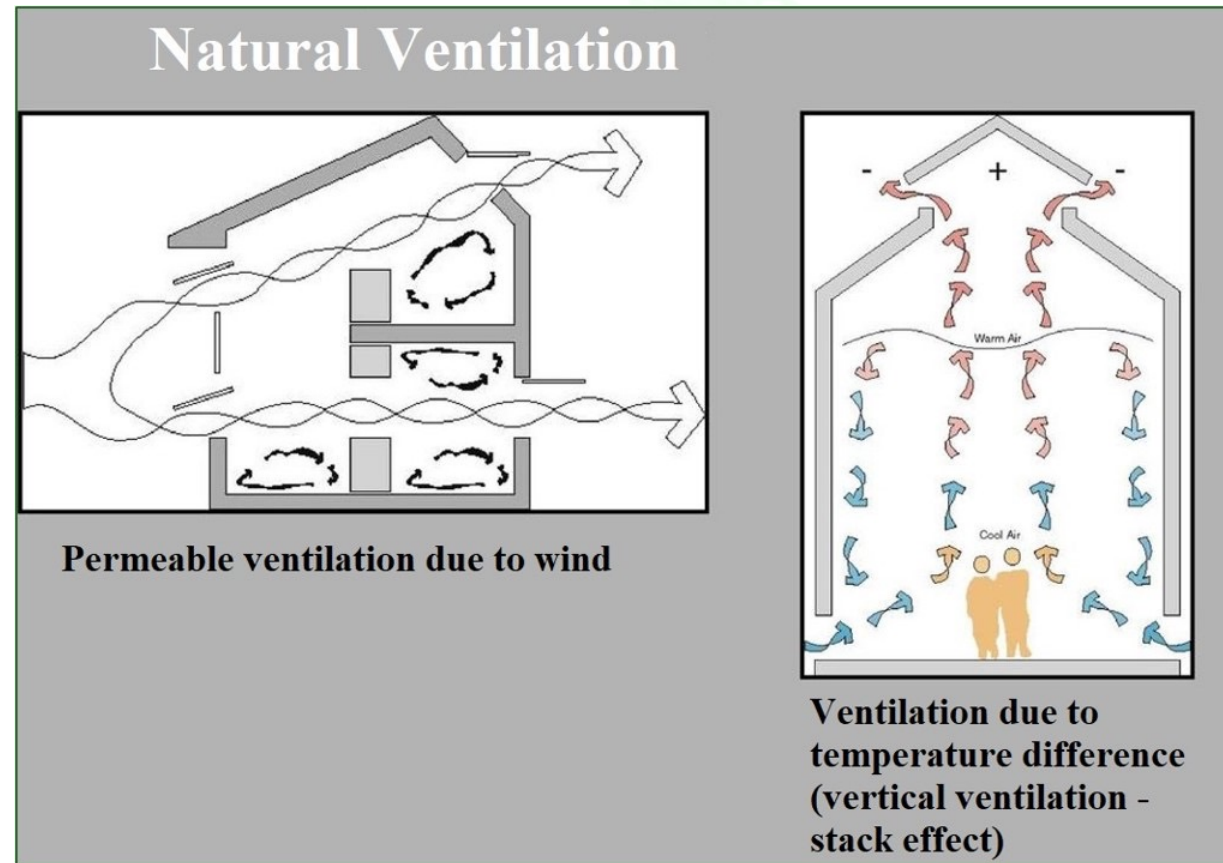 Natural Ventilation
- + -
Warm Air
Cool Air
Permeable ventilation due to wind
Ventilation due to
temperature difference
(vertical ventilation -
stack effect)